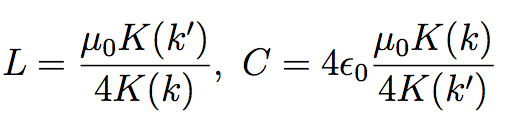 L = \frac{\mu_0 K(k')}{4K(k)}, \; C = 4\epsilon_0 \frac{\mu_0 K(k)}{4K(k')}